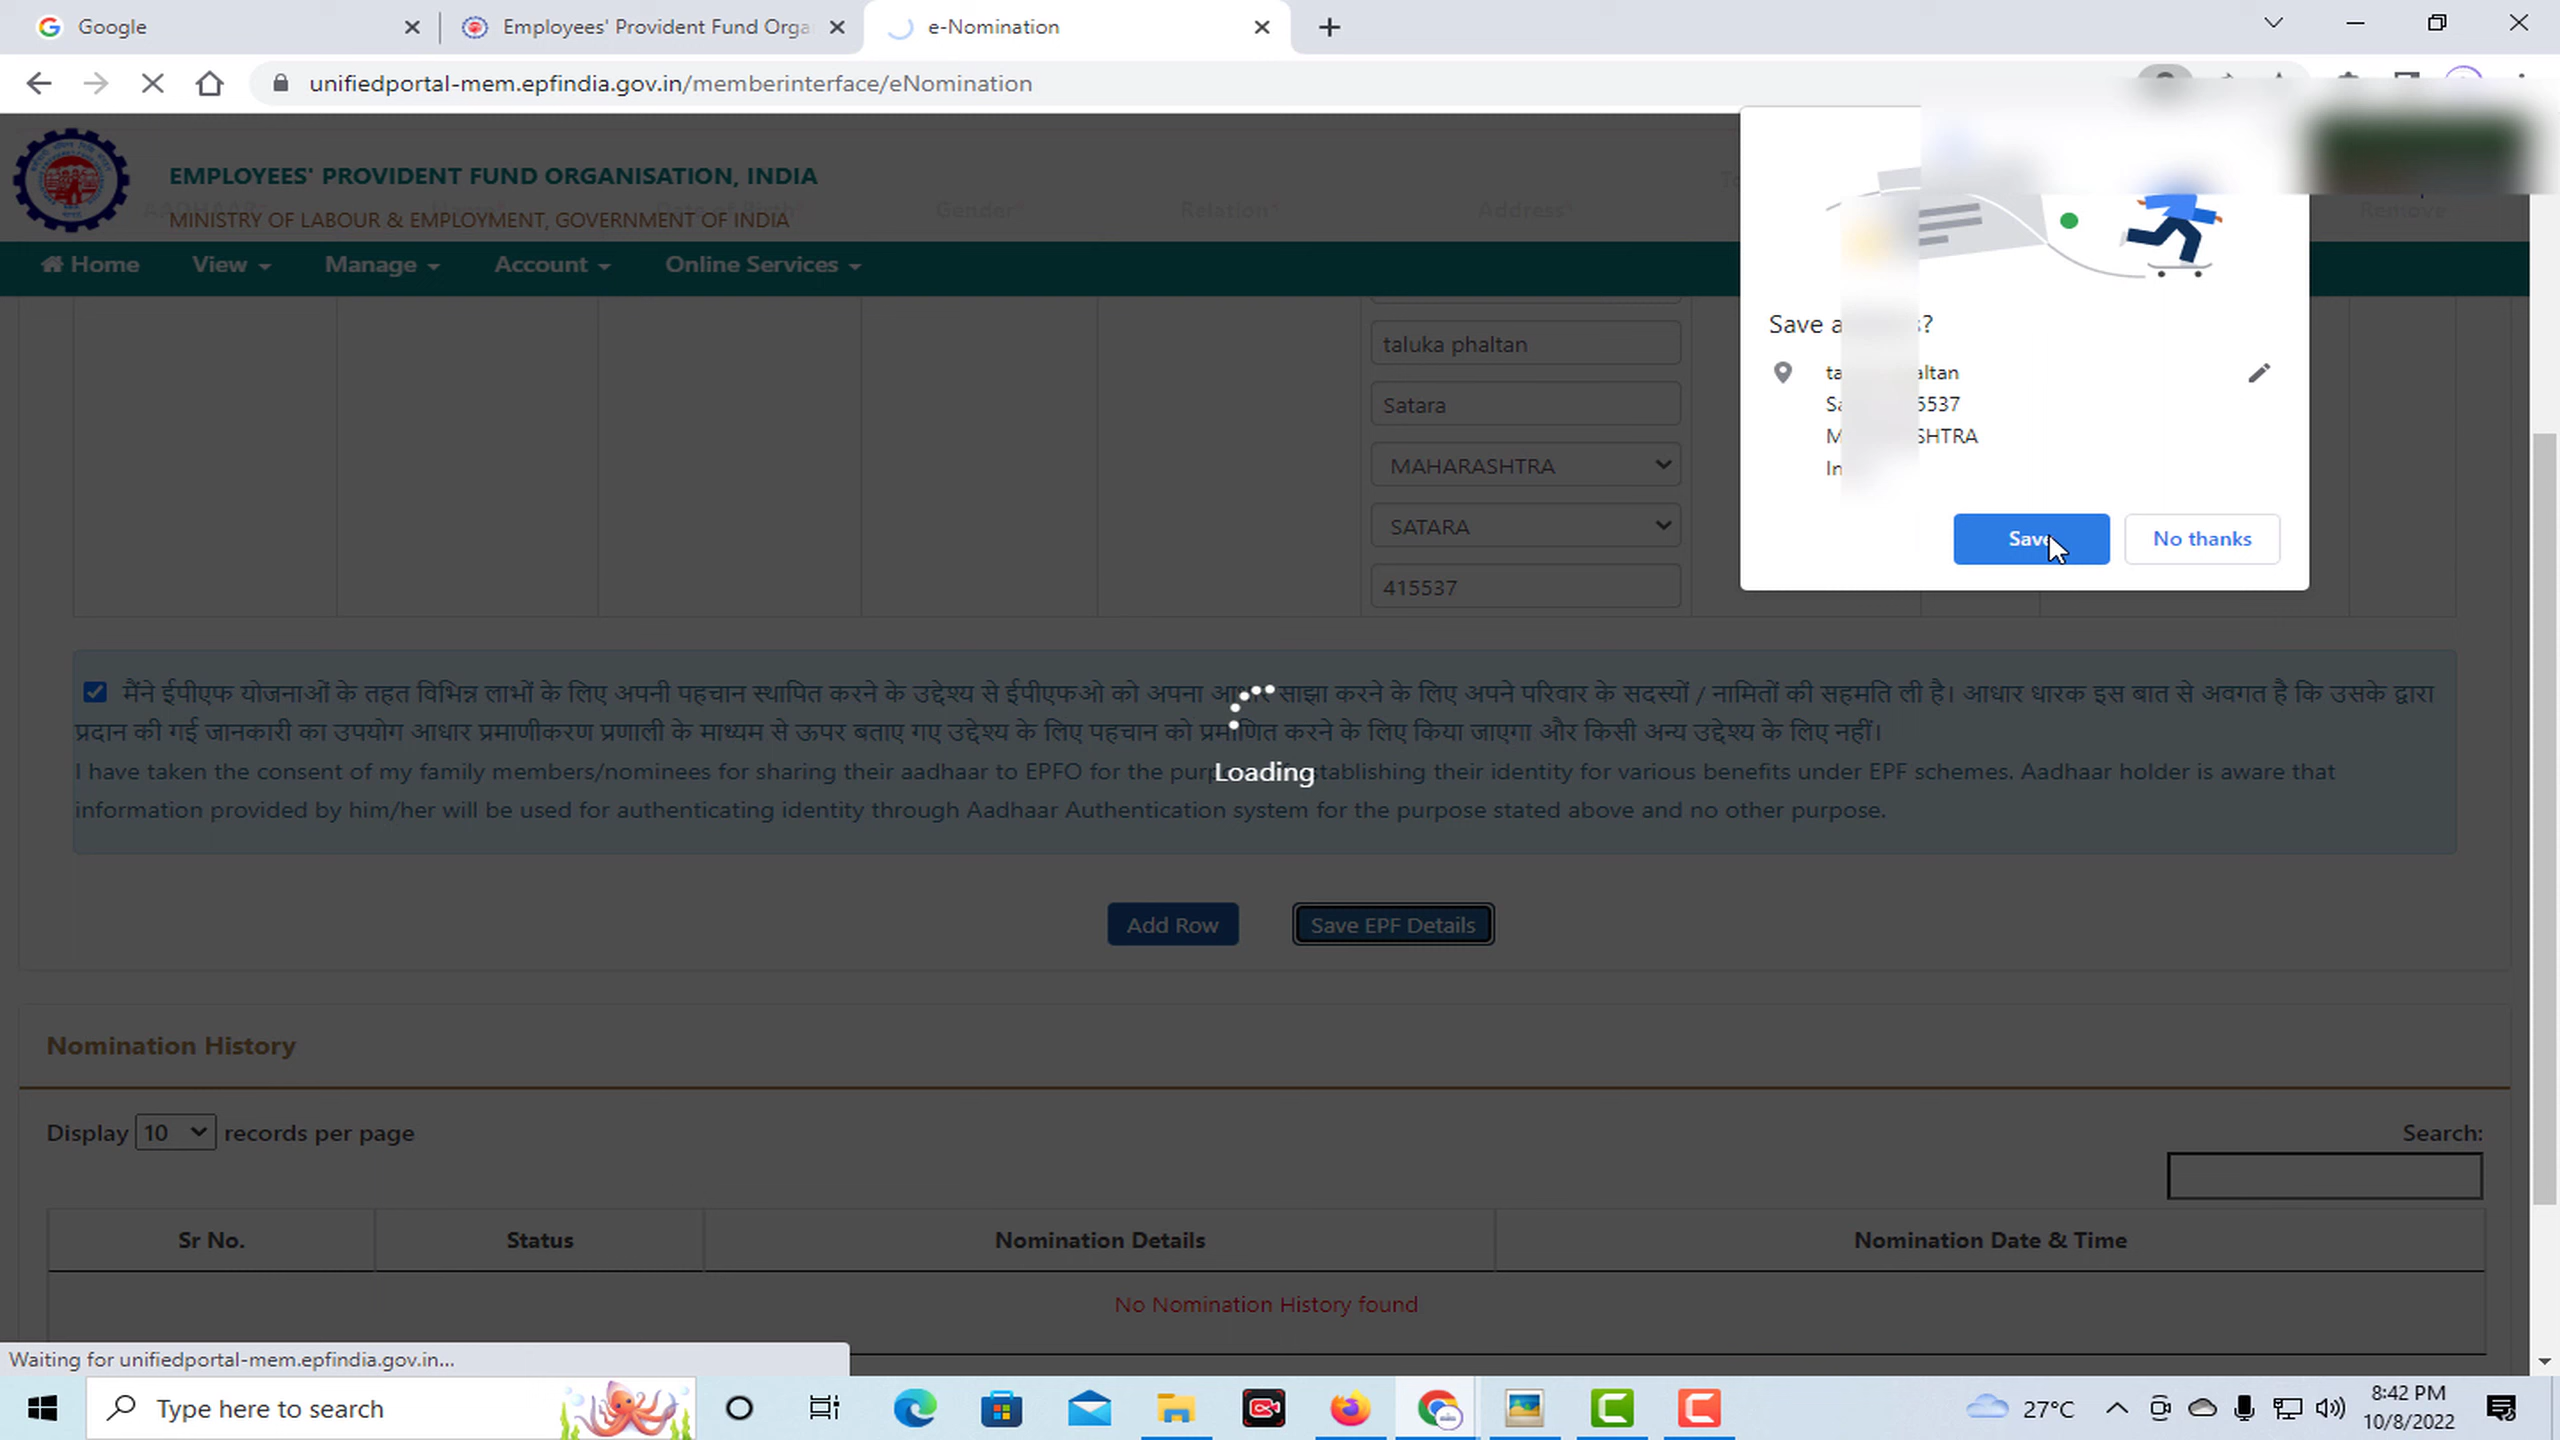 Google
Employees' Provident Fund Orga
e-Nomination
unifiedportal-mem.epfindia.gov.in/memberinterface/eNomination
EMPLOYEES' PROVIDENT FUND ORGANISATION, INDIA
MINISTRY OF LABOUR & EMPLOYMENT, GOVERNMENT OF INDIA
Gender*
Relation*
Address*
Remove
Home View Manage Account Online Services
taluka phaltan
Satara
MAHARASHTRA
SATARA
415537
Save
No thanks
मैंने ईपीएफ योजनाओं के तहत विभिन्न लाभों के लिए अपनी पहचान स्थापित करने के उद्देश्य से ईपीएफओ को अपना आधार साझा करने के लिए अपने परिवार के सदस्यों / नामितों की सहमति ली है। आधार धारक इस बात से अवगत है कि उसके द्वारा
प्रदान की गई जानकारी का उपयोग आधार प्रमाणीकरण प्रणाली के माध्यम से ऊपर बताए गए उद्देश्य के लिए पहचान को प्रमाणित करने के लिए किया जाएगा और किसी अन्य उद्देश्य के लिए नहीं।
Loading
I have taken the consent of my family members/nominees for sharing their aadhaar to EPFO for the establishing their identity for various benefits under EPF schemes. Aadhaar holder is aware that
information provided by him/her will be used for authenticating identity through Aadhaar Authentication system for the purpose stated above and no other purpose.
Add Row
Save EPF Details
Nomination History
Display 10 records per page
Search:
Sr No. Status Nomination Details Nomination Date & Time
No Nomination History found
Waiting for unifiedportal-mem.epfindia.gov.in...
Type here to search
27°C
8:42 PM
10/8/2022